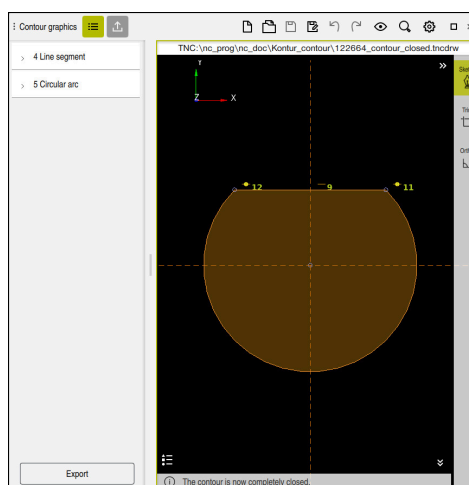 Contour graphics
TNC:\nc_prog\nc_doc\Kontur_contour\122664_contour_closed.tncdrw
4 Line segment
5 Circular arc
Y
Z X
12 9 11
Export
The contour is now completely closed.